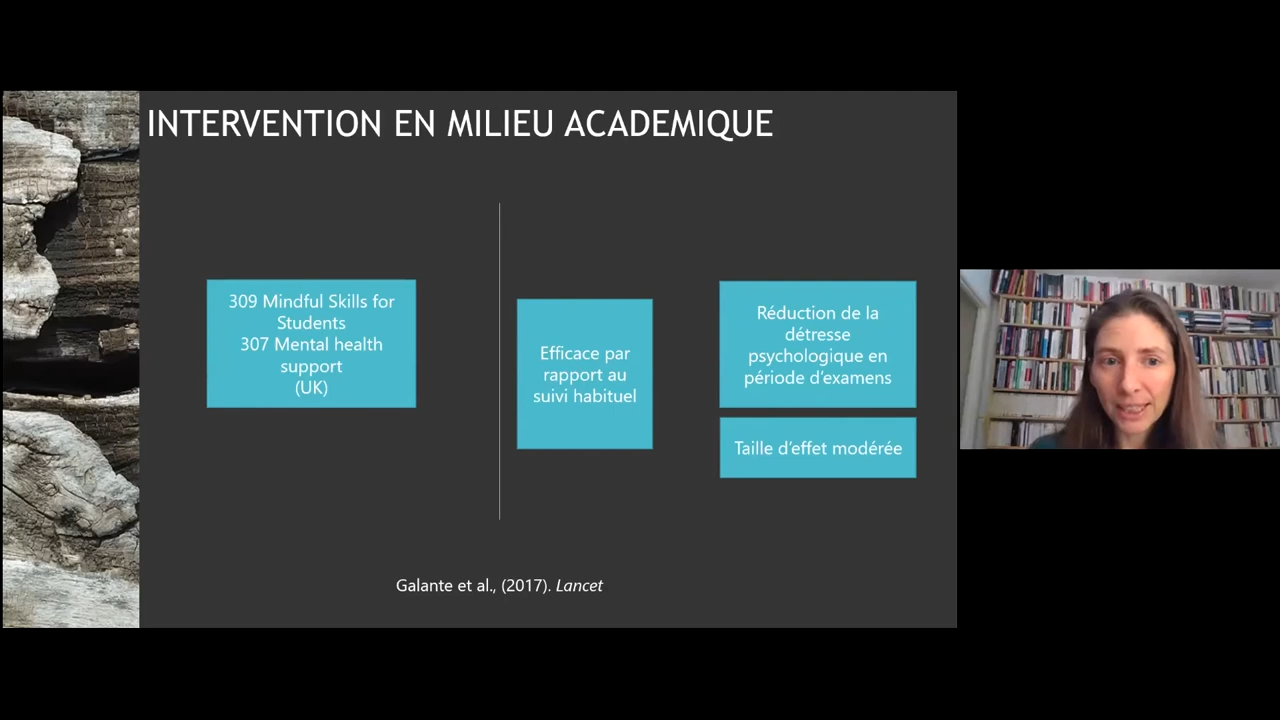 INTERVENTION EN MILIEU ACADEMIQUE
309 Mindful Skills for
Students
307 Mental health
support
(UK)
Efficace par
rapport au
suivi habituel
Réduction de la
détresse
psychologique en
période d’examens
Taille d’effet modérée
Galante et al., (2017). Lancet